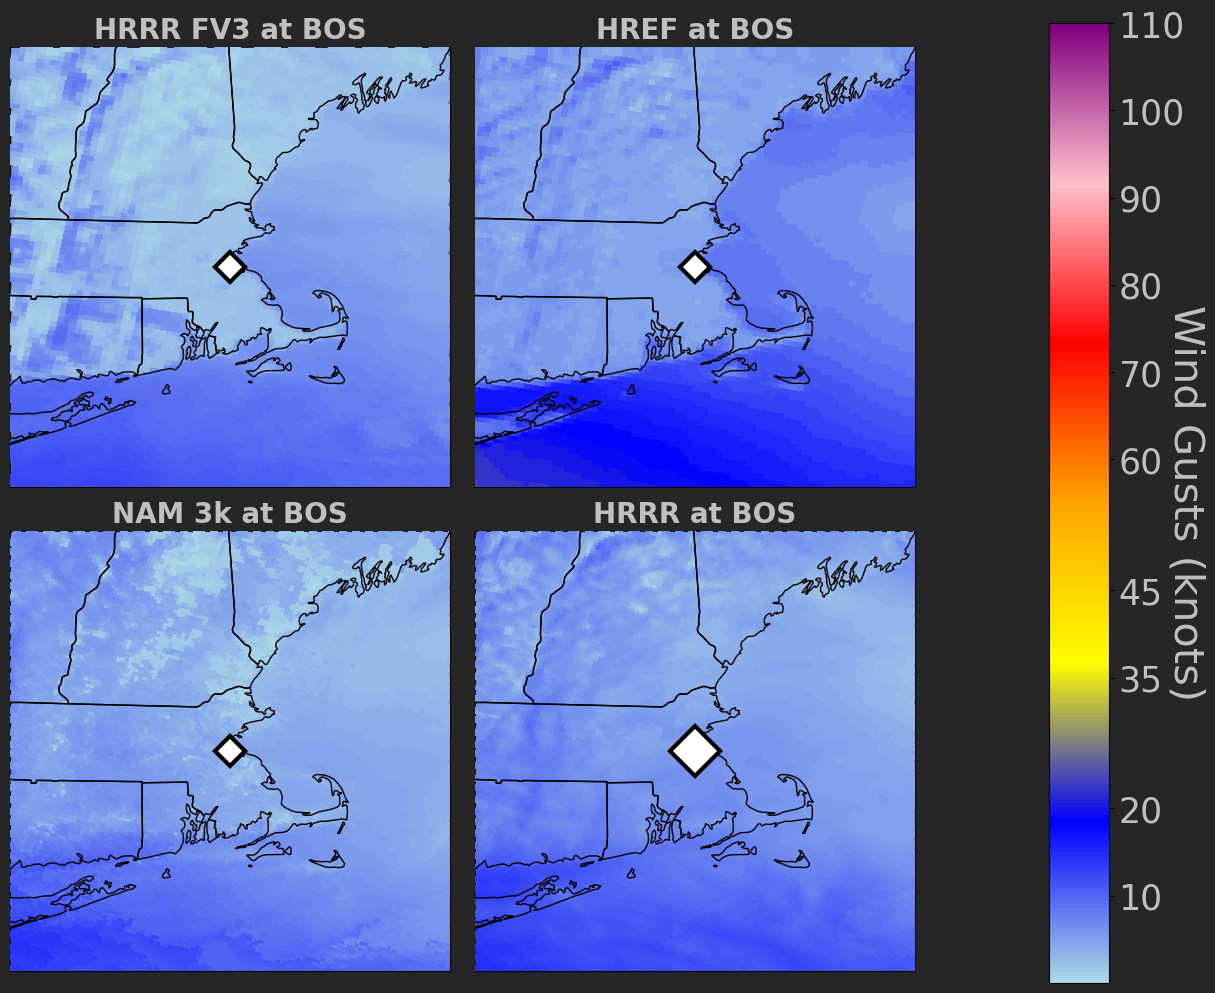 HRRR FV3 at BOS
HREF at BOS
NAM 3k at BOS
HRRR at BOS
110
100
90
80
70
60
45
35
20
10
Wind Gusts (knots)